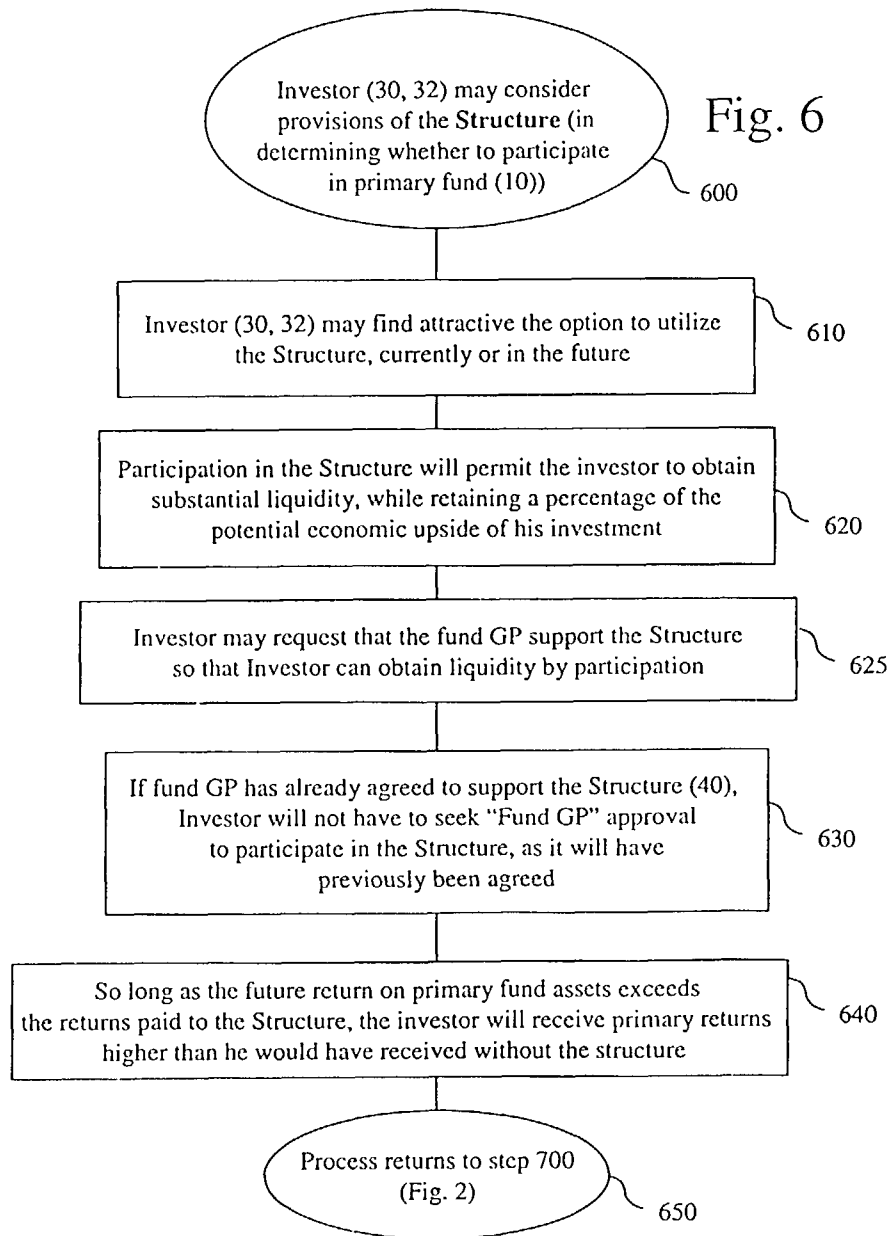 Investor (30, 32) may consider
provisions of the Structure (in
determining whether to participate
in primary fund (10))
Fig. 6
600
Investor (30, 32) may find attractive the option to utilize
the Structure, currently or in the future
610
Participation in the Structure will permit the investor to obtain
substantial liquidity, while retaining a percentage of the
potential economic upside of his investment
620
Investor may request that the fund GP support the Structure
so that Investor can obtain liquidity by participation
625
If fund GP has already agreed to support the Structure (40),
Investor will not have to seek “Fund GP” approval
to participate in the Structure, as it will have
previously been agreed
630
So long as the future return on primary fund assets exceeds
the returns paid to the Structure, the investor will receive primary returns
higher than he would have received without the structure
640
Process returns to step 700
(Fig. 2)
650